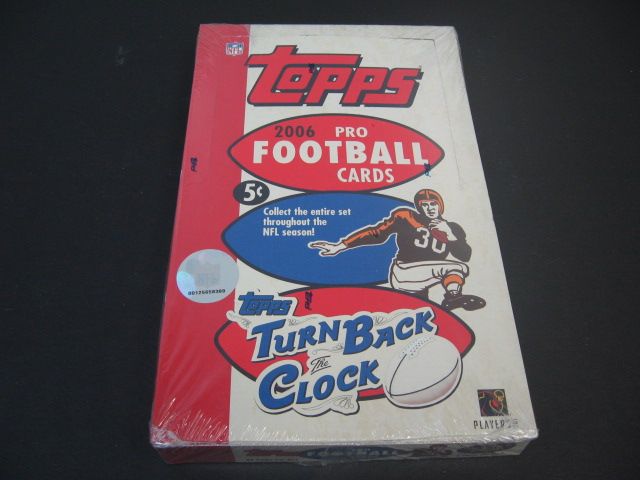 NFL
Topps
2006 PRO
FOOTBALL
CARDS
5¢
Collect the entire set
throughout the
NFL season!
30
Topps
TURN BACK
The
CLOCK
PLAYERS